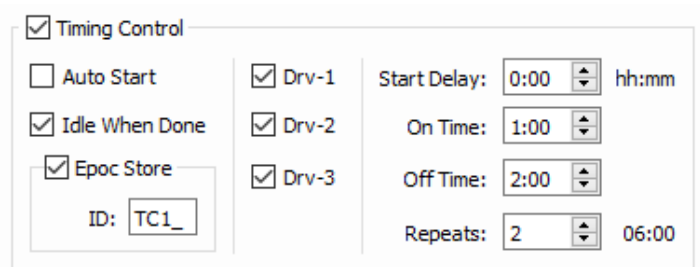 Timing Control
Auto Start
Idle When Done
Epoc Store
ID: TC1_
Drv-1
Drv-2
Drv-3
Start Delay: 0:00 hh:mm
On Time: 1:00
Off Time: 2:00
Repeats: 2 06:00